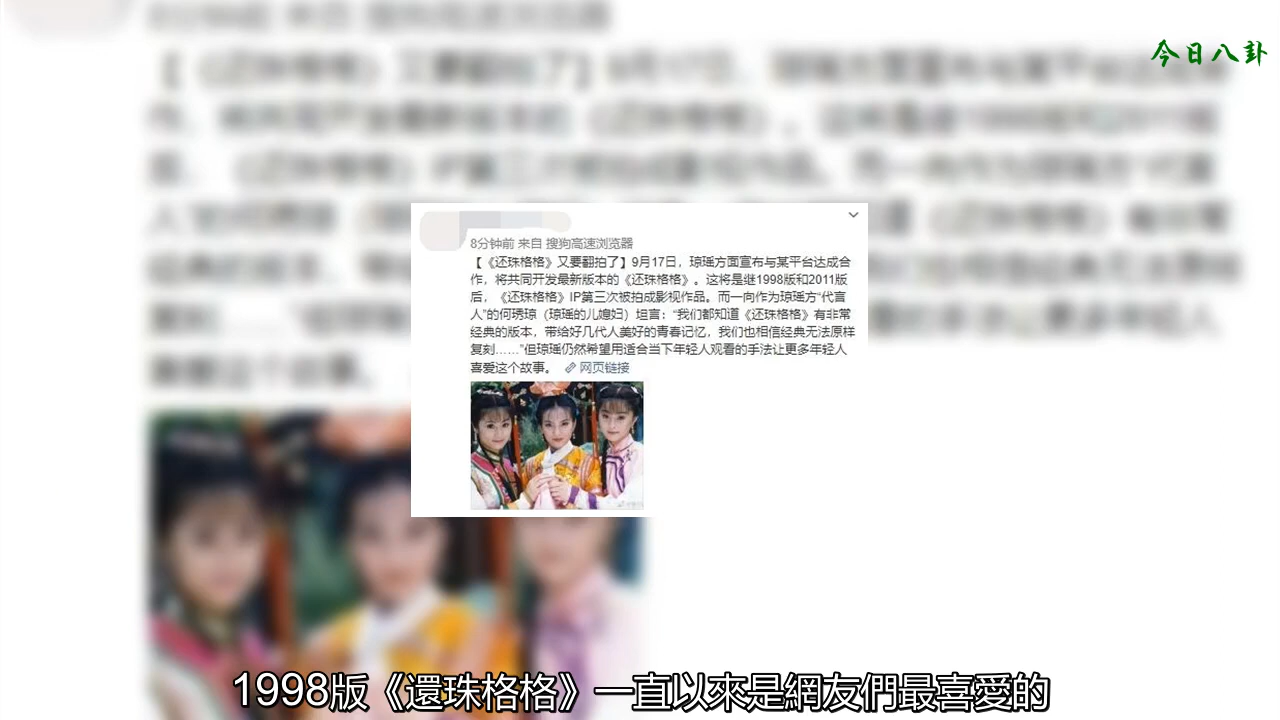 今日八卦
8分钟前 来自 搜狗高速浏览器
【《还珠格格》又要翻拍了】9月17日，琼瑶方面宣布与某平台达成合
作，将共同开发最新版本的《还珠格格》。这将是继1998版和2011版
后，《还珠格格》IP第三次被拍成影视作品。而一向作为琼瑶方“代言
人”的何琇琼（琼瑶的儿媳妇）坦言：“我们都知道《还珠格格》有非常
经典的版本，带给好几代人美好的青春记忆，我们也相信经典无法原样
复刻……”但琼瑶仍然希望用适合当下年轻人观看的手法让更多年轻人
喜爱这个故事。 网页链接
1998版《還珠格格》一直以來是網友們最喜愛的